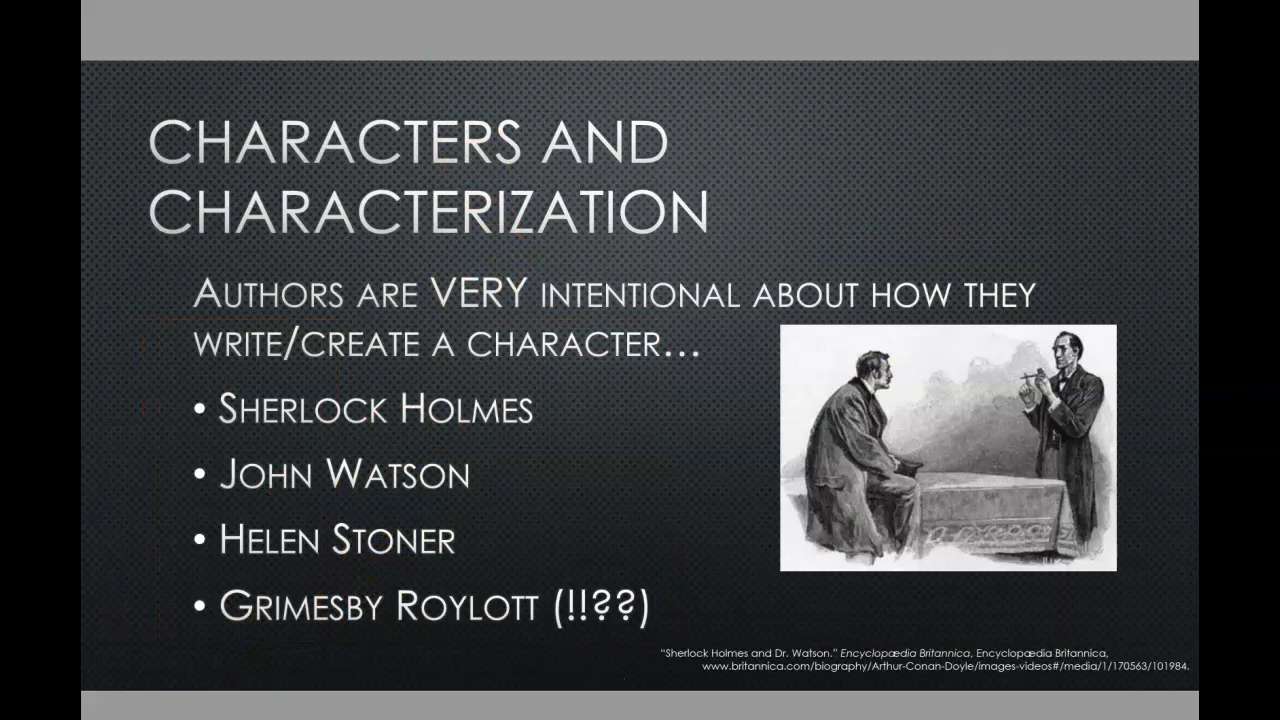 CHARACTERS AND
CHARACTERIZATION
AUTHORS ARE VERY INTENTIONAL ABOUT HOW THEY
WRITE/CREATE A CHARACTER...
• SHERLOCK HOLMES
• JOHN WATSON
• HELEN STONER
• GRIMESBY ROYLOTT (!!??)
"Sherlock Holmes and Dr. Watson." Encyclopædia Britannica, Encyclopædia Britannica,
www.britannica.com/biography/Arthur-Conan-Doyle/images-videos#/media/1/170563/101984.